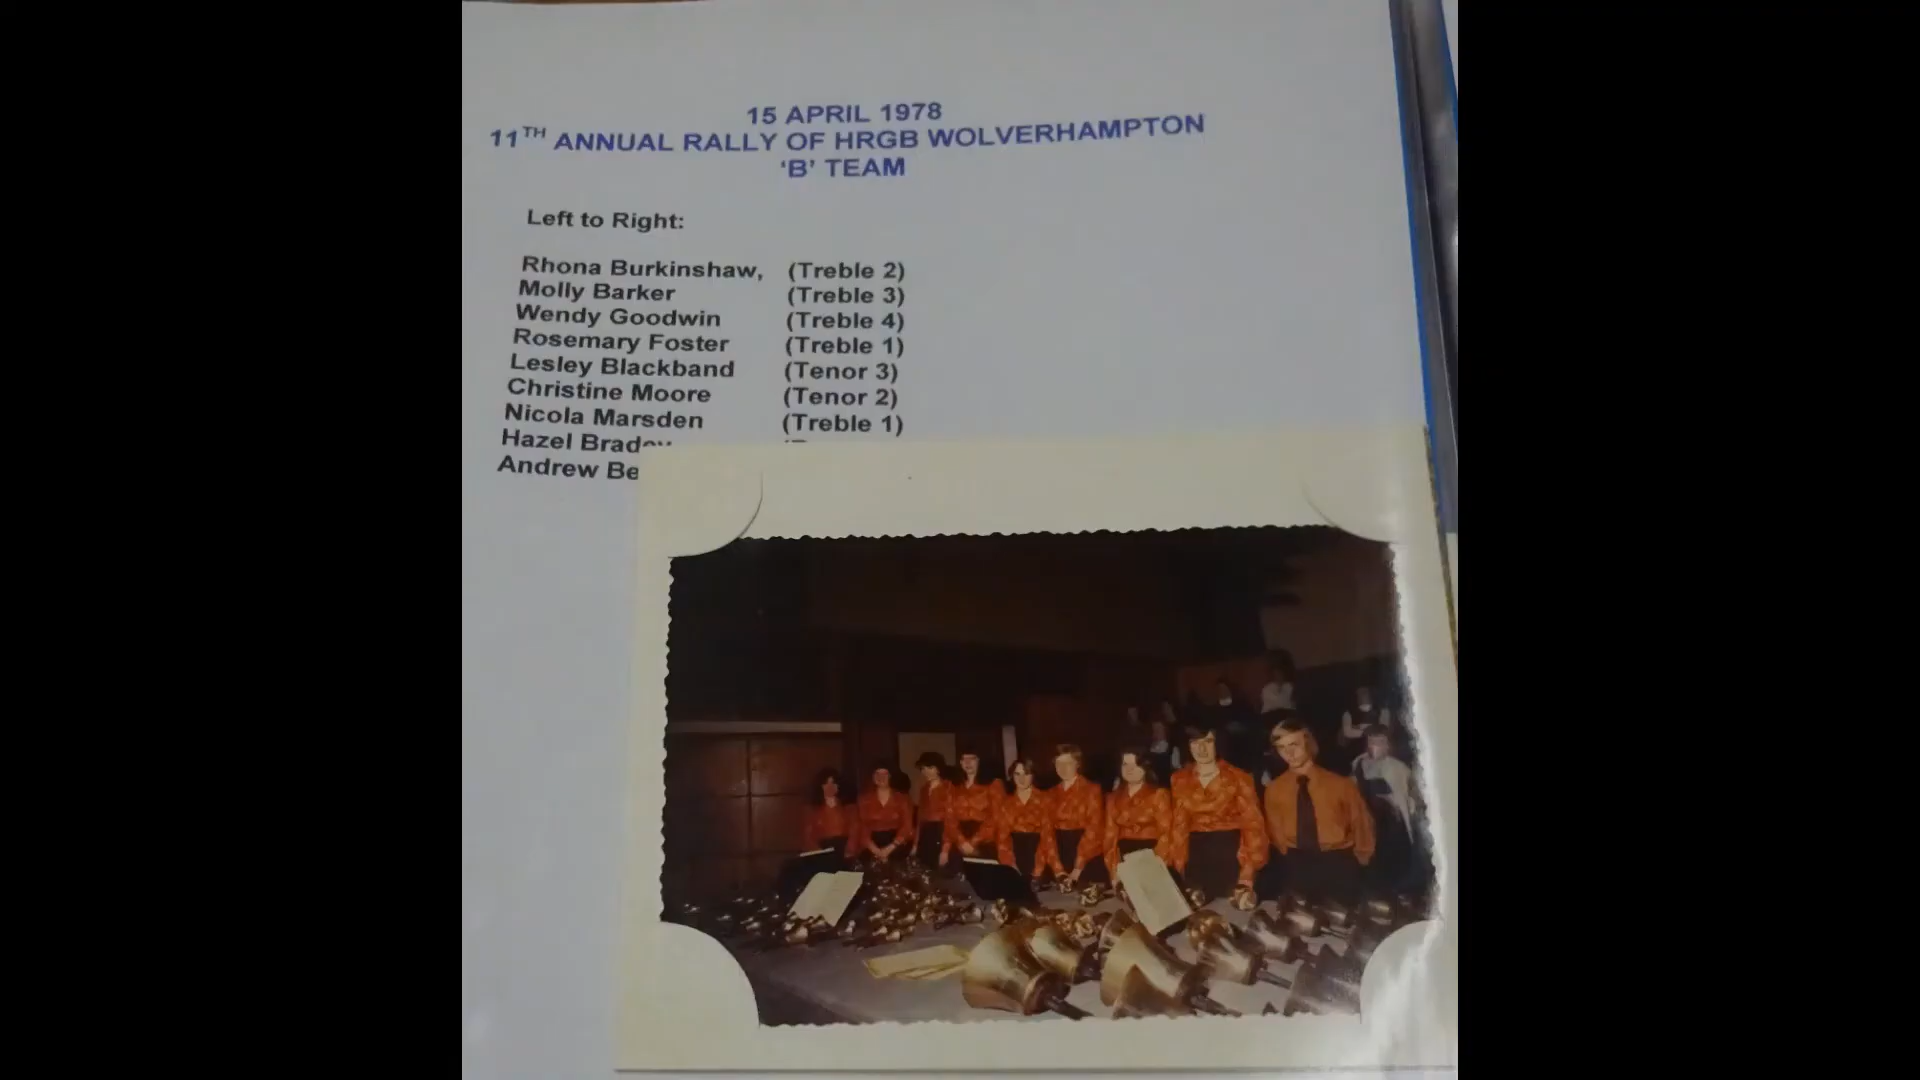 15 APRIL 1978
11TH ANNUAL RALLY OF HRGB WOLVERHAMPTON
‘B’ TEAM
Left to Right:
Rhona Burkinshaw, (Treble 2)
Molly Barker (Treble 3)
Wendy Goodwin (Treble 4)
Rosemary Foster (Treble 1)
Lesley Blackband (Tenor 3)
Christine Moore (Tenor 2)
Nicola Marsden (Treble 1)
Hazel
Andrew